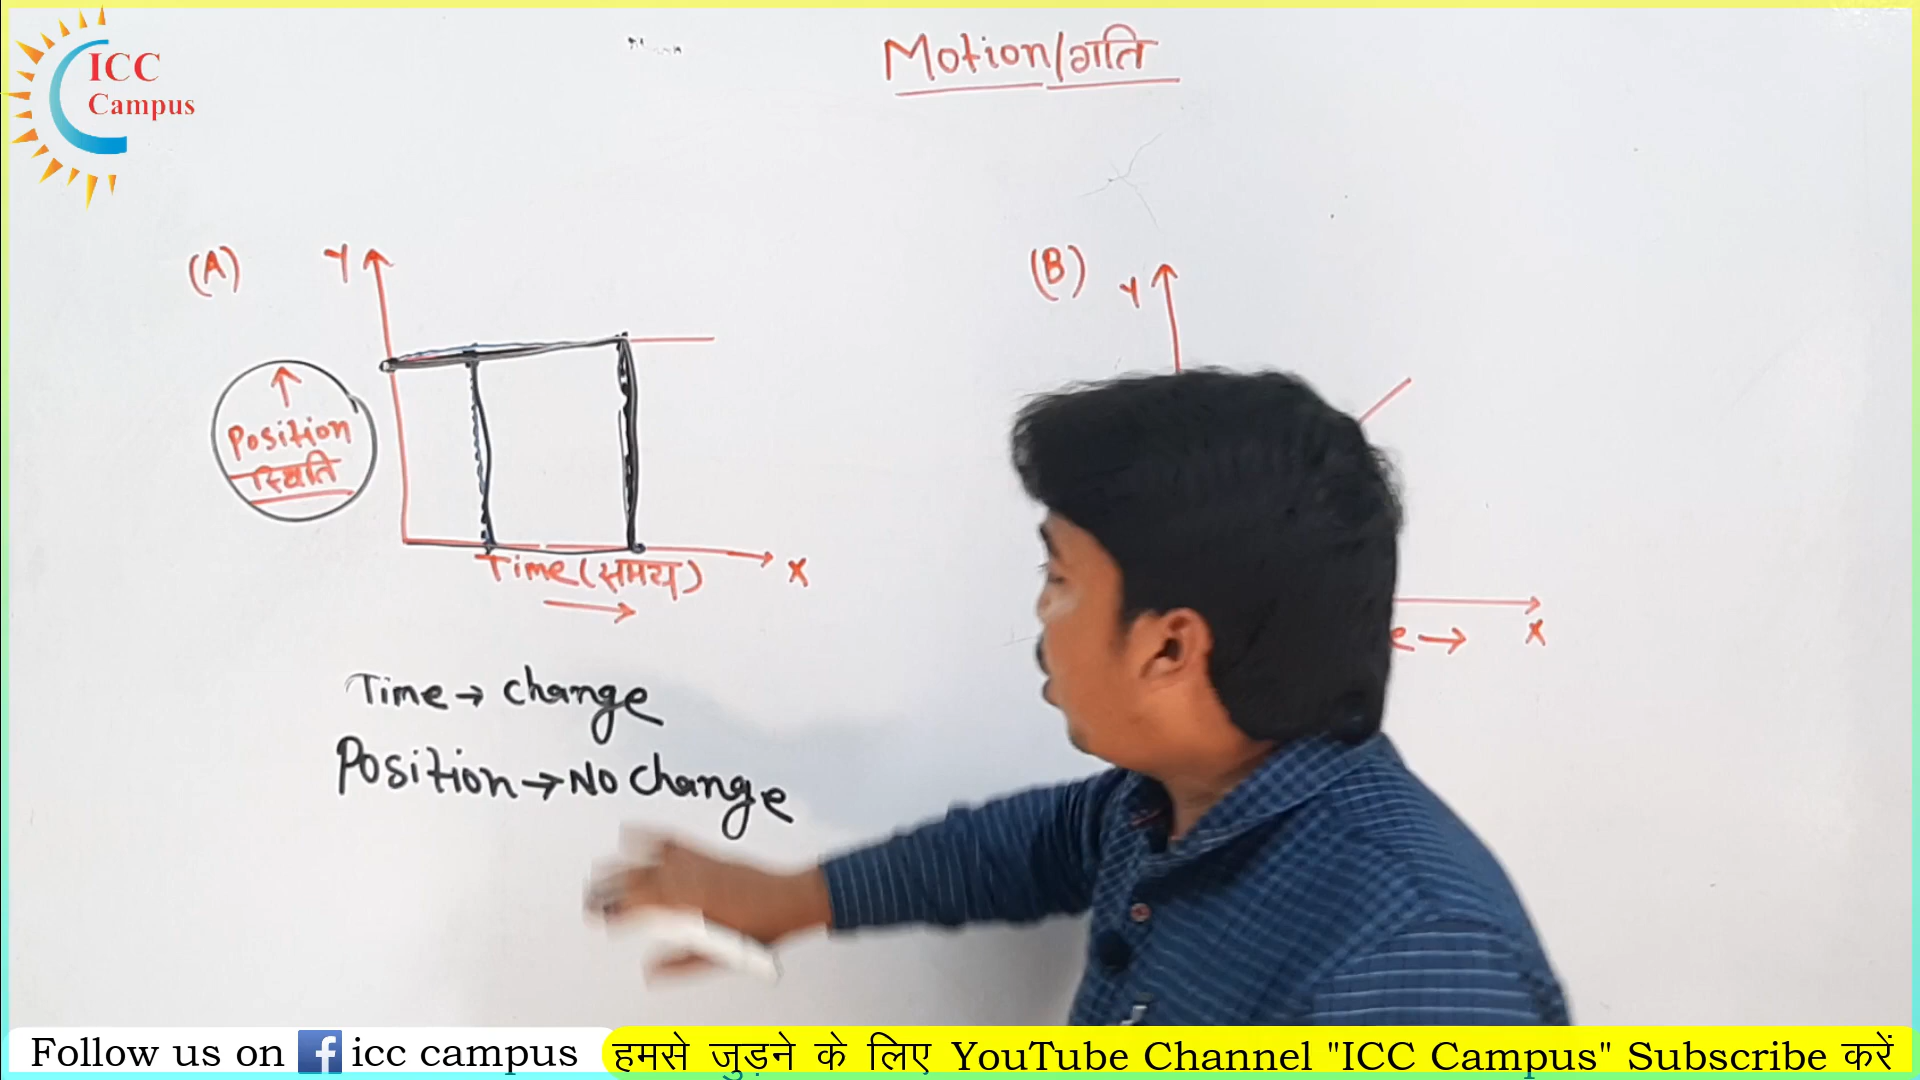 ICC
Campus
Motion/गति
(A)
Y
Position
स्थिति
Time (समय)
X
Time → change
Position → No change
(B)
Y
X
Follow us on f icc campus
हमसे जुड़ने के लिए YouTube Channel "ICC Campus" Subscribe करें